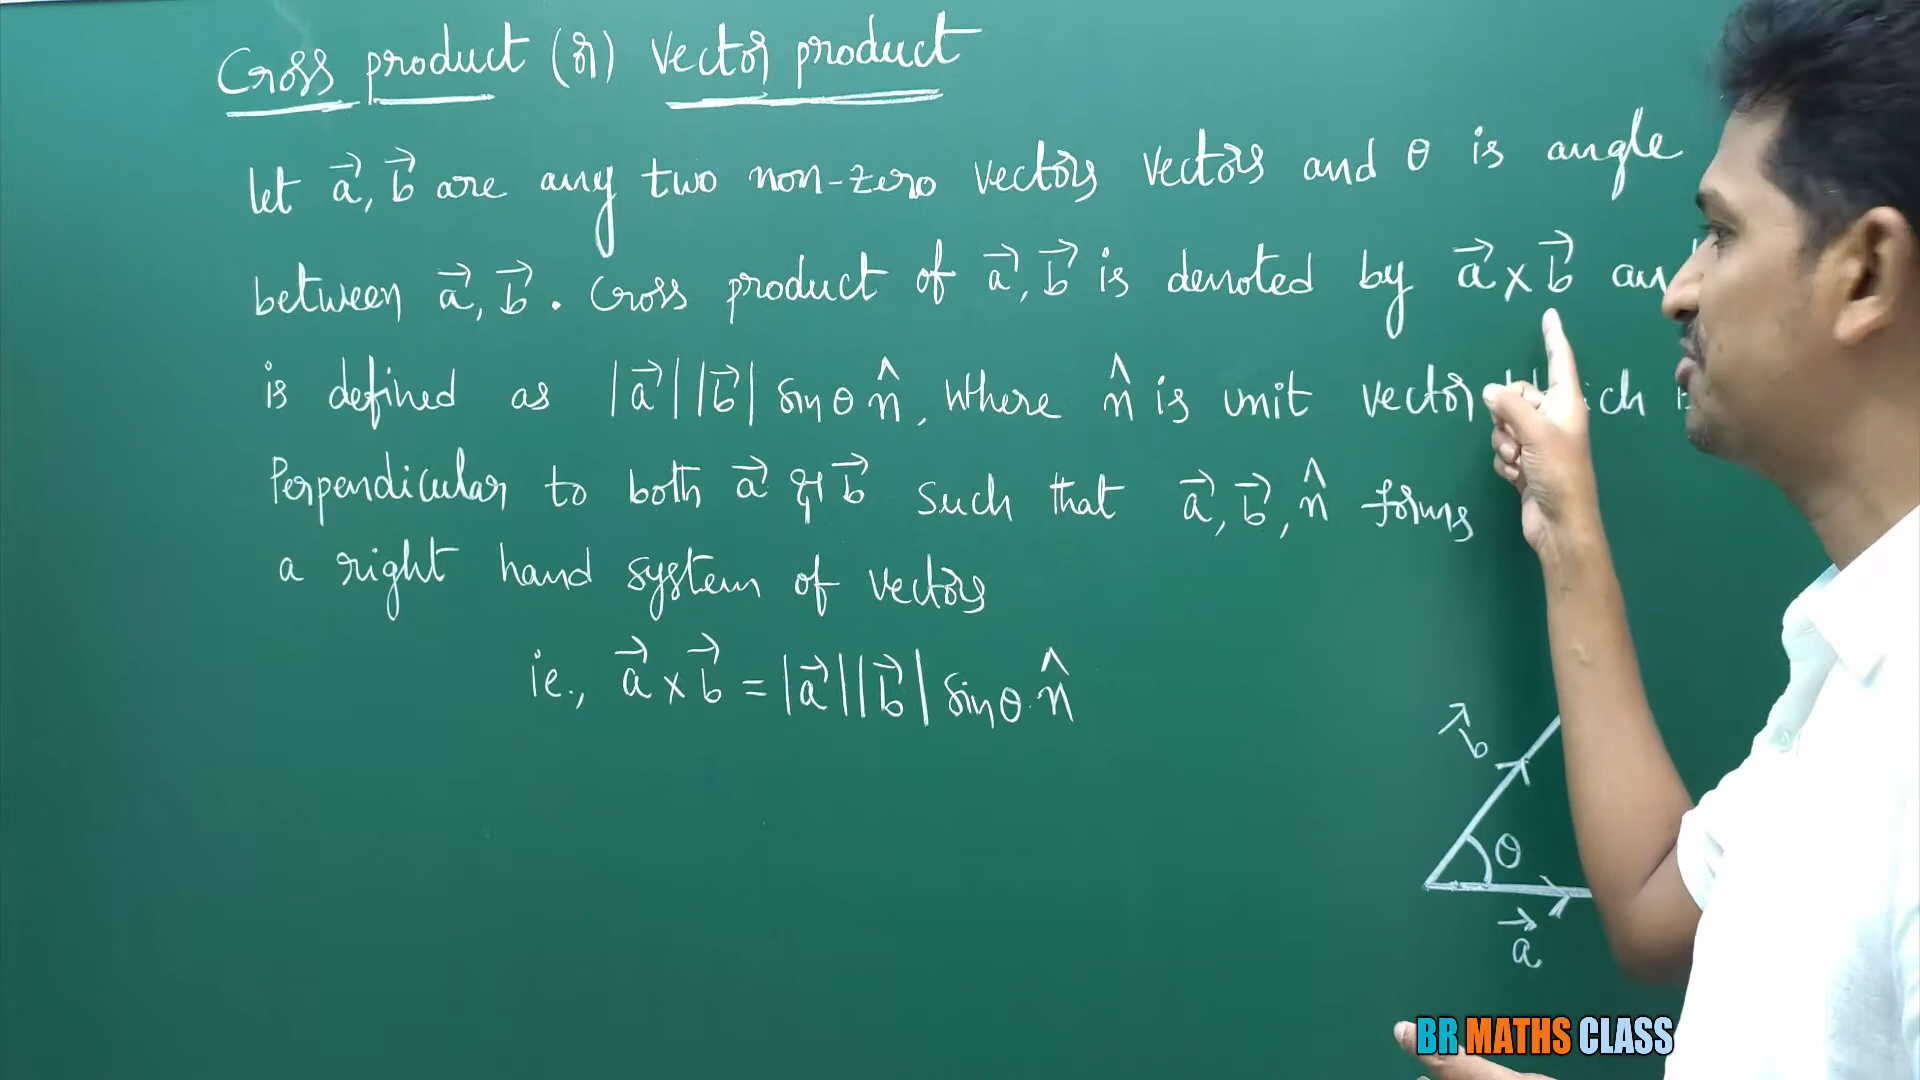 Cross product (or) Vector product
let a⃗, b⃗ are any two non-zero vectors vectors and θ is angle
between a⃗, b⃗. Cross product of a⃗, b⃗ is denoted by a⃗ × b⃗
is defined as |a⃗||b⃗| sinθ n̂, where n̂ is unit vector
Perpendicular to both a⃗ & b⃗ such that a⃗, b⃗, n̂ forms
a right hand system of vectors
ie., a⃗ × b⃗ = |a⃗||b⃗| sinθ. n̂
b⃗
θ
a⃗
BR MATHS CLASS